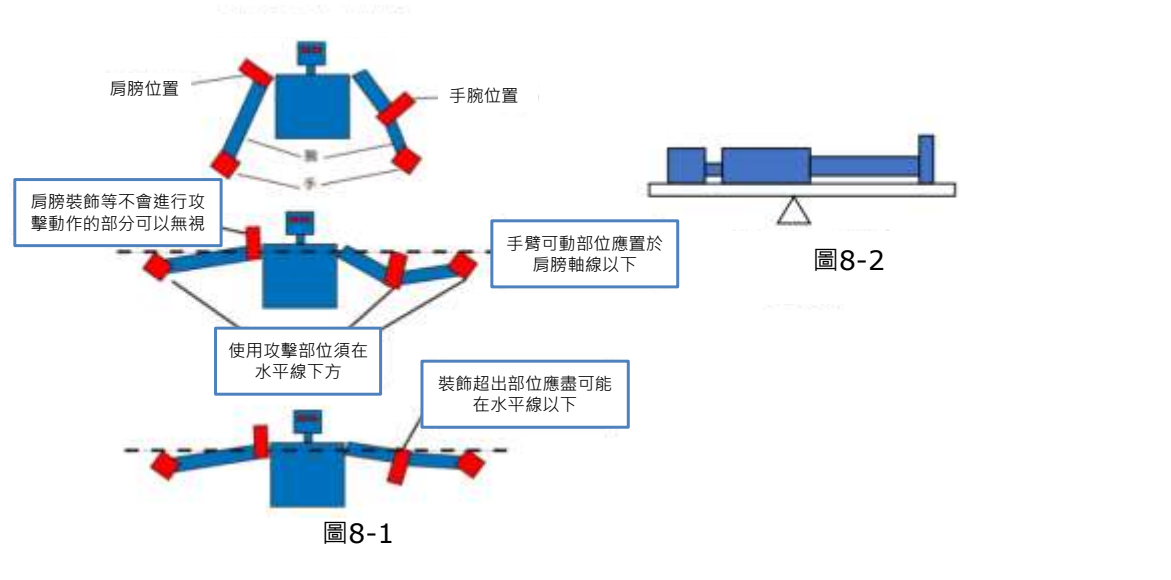 肩膀位置
手腕位置
腕
手
肩膀裝飾等不會進行攻
擊動作的部分可以無視
手臂可動部位應置於
肩膀軸線以下
使用攻擊部位須在
水平線下方
裝飾超出部位應盡可能
在水平線以下
圖8-1
圖8-2